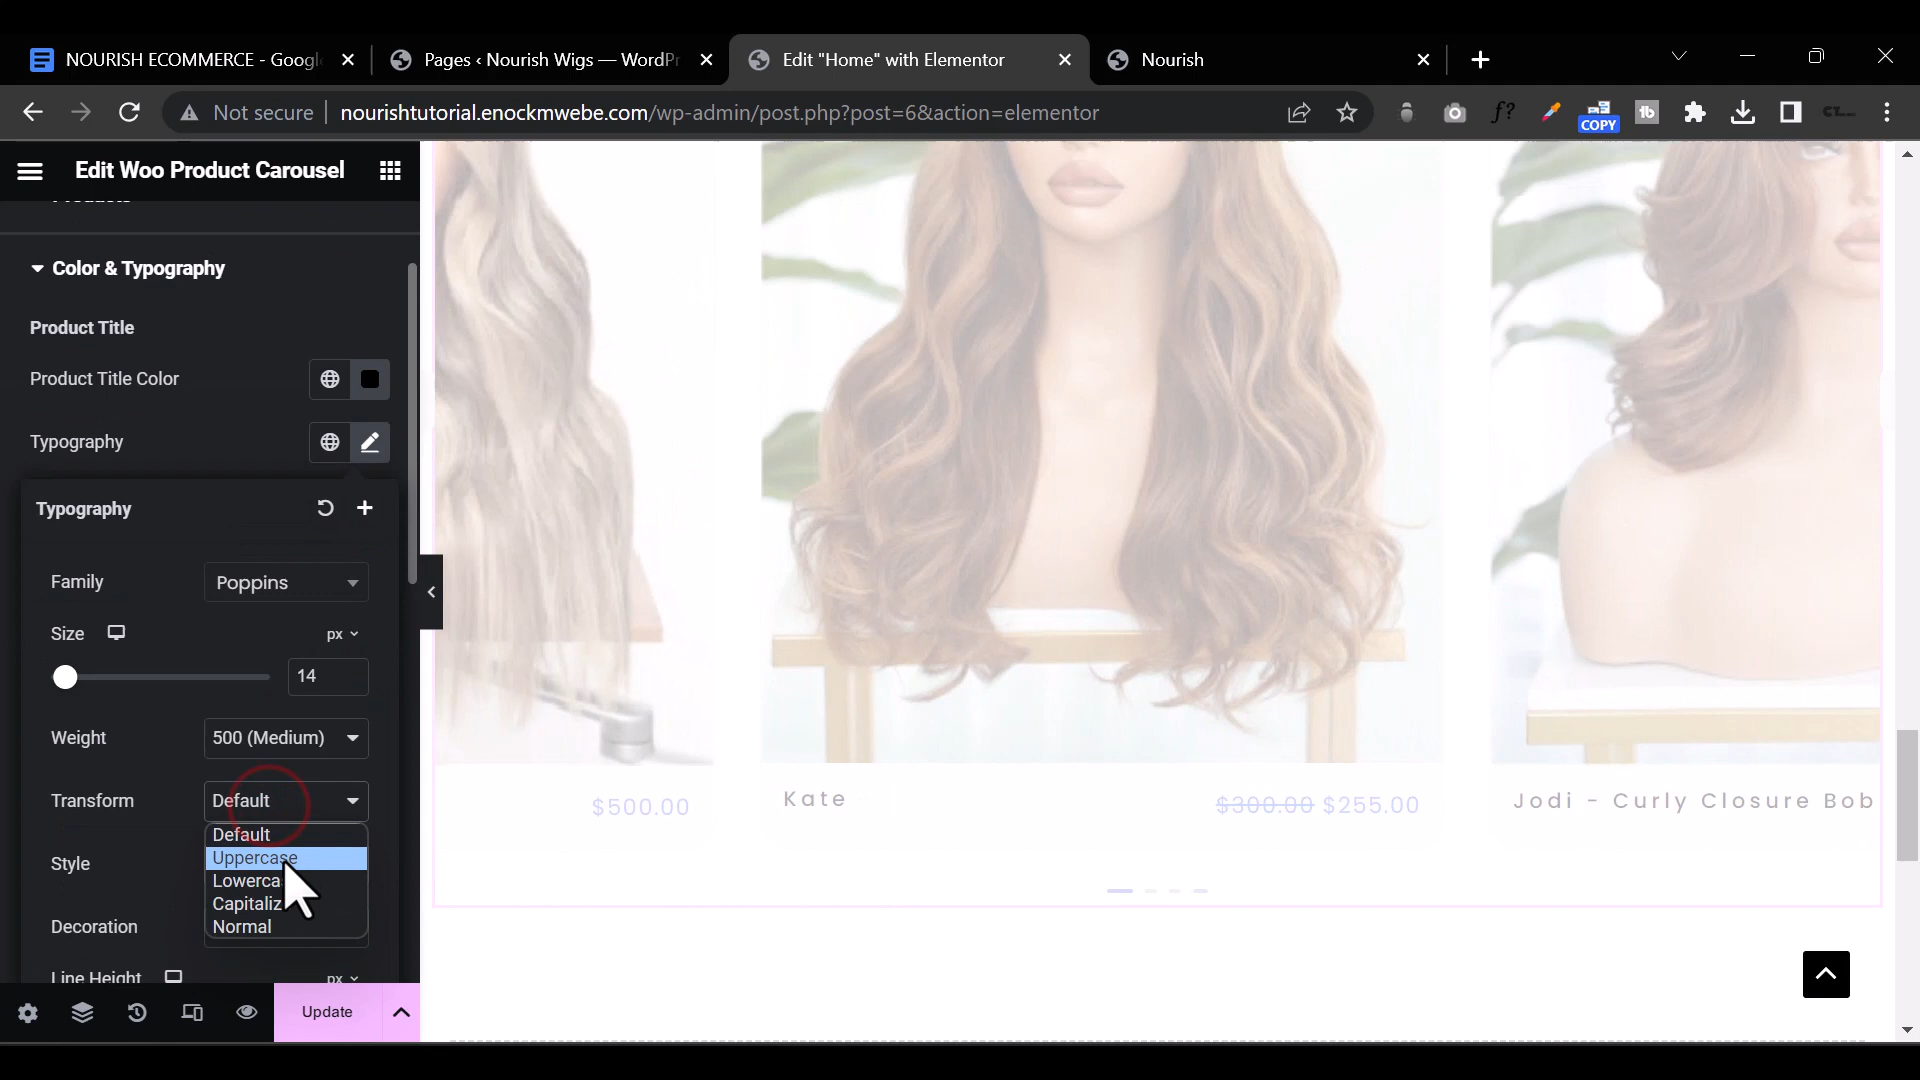 NOURISH ECOMMERCE - Googl
Pages ‹ Nourish Wigs — WordPr
Edit "Home" with Elementor
Nourish
Not secure
nourishtutorial.enockmwebe.com/wp-admin/post.php?post=6&action=elementor
f?
COPY
tb
Edit Woo Product Carousel
Products
Color & Typography
Product Title
Product Title Color
Typography
Typography
Family
Poppins
Size
px
14
Weight
500 (Medium)
Transform
Default
Default
Uppercase
Lowerca
Capitaliz
Normal
Style
Decoration
Line Height
px
Update
$500.00
Kate
$300.00 $255.00
Jodi - Curly Closure Bob